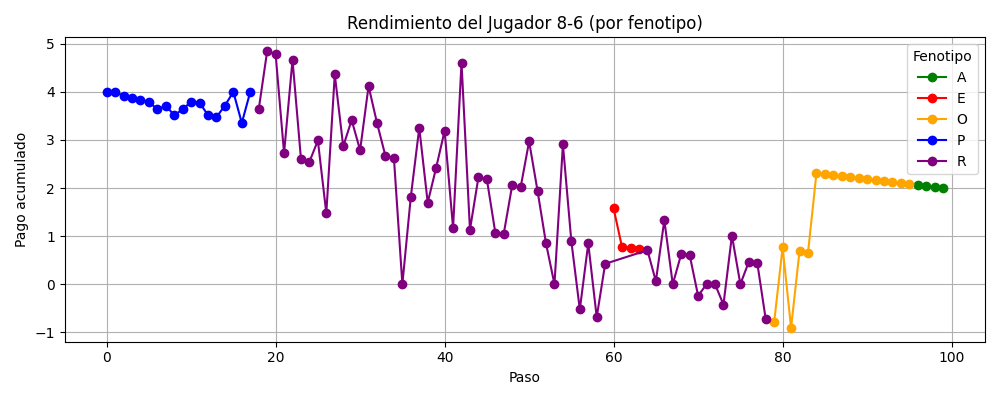 Rendimiento del Jugador 8-6 (por fenotipo)
Pago acumulado
5
4
3
2
1
0
−1
0
20
40
60
80
100
Paso
Fenotipo
A
E
O
P
R